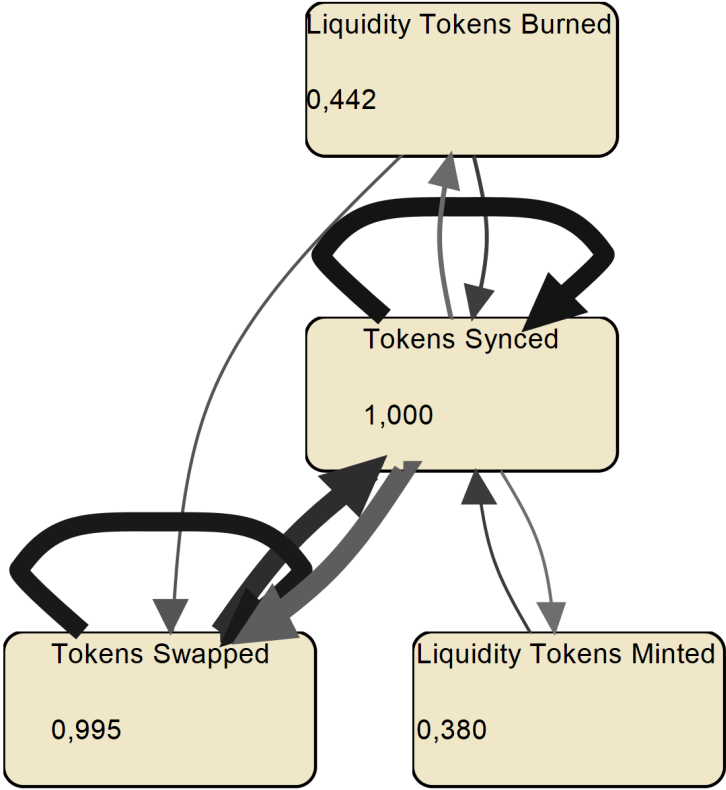 Liquidity Tokens Burned
0,442
Tokens Synced
1,000
Tokens Swapped
0,995
Liquidity Tokens Minted
0,380